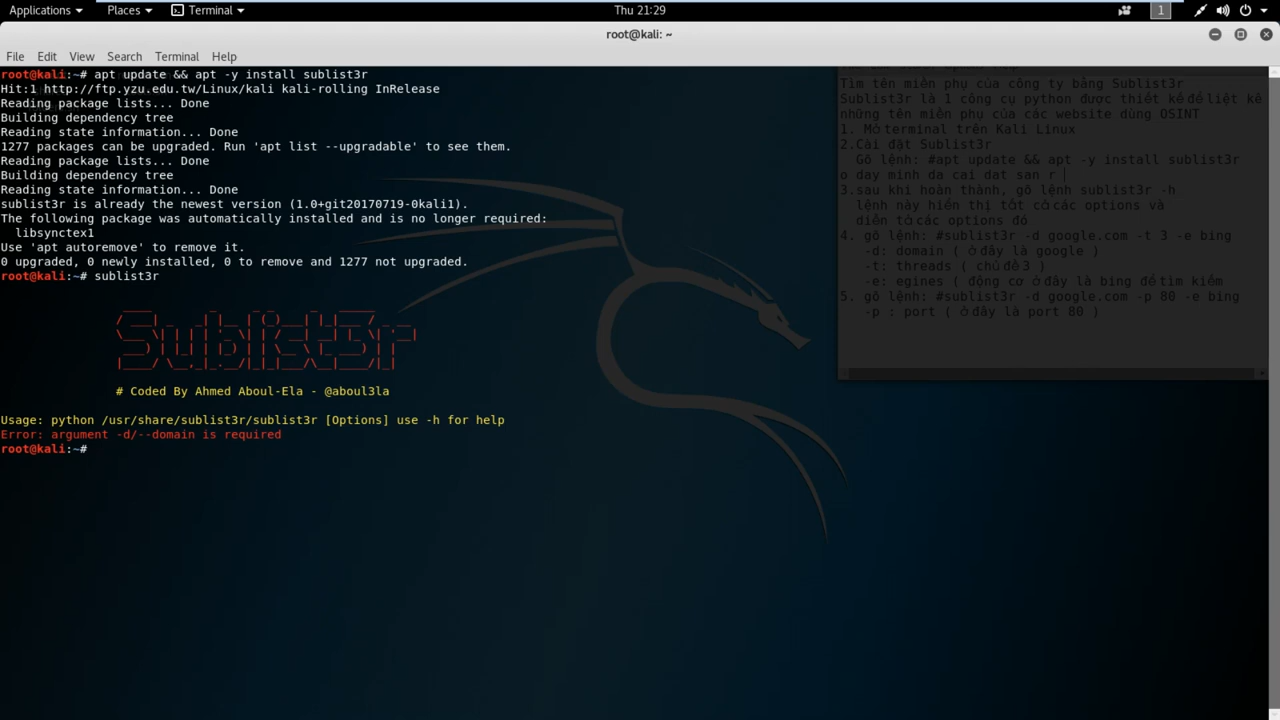 Applications Places Terminal Thu 21:29 1
root@kali: ~
File Edit View Search Terminal Help
root@kali:~# apt update && apt -y install sublist3r
Hit:1 http://ftp.yzu.edu.tw/Linux/kali kali-rolling InRelease
Reading package lists... Done
Building dependency tree
Reading state information... Done
1277 packages can be upgraded. Run 'apt list --upgradable' to see them.
Reading package lists... Done
Building dependency tree
Reading state information... Done
sublist3r is already the newest version (1.0+git20170719-0kali1).
The following package was automatically installed and is no longer required:
libsynctex1
Use 'apt autoremove' to remove it.
0 upgraded, 0 newly installed, 0 to remove and 1277 not upgraded.
root@kali:~# sublist3r
Sublist3r
# Coded By Ahmed Aboul-Ela - @aboul3la
Usage: python /usr/share/sublist3r/sublist3r [Options] use -h for help
Error: argument -d/--domain is required
root@kali:~#
Tìm tên miền phụ của công ty bằng Sublist3r
Sublist3r là 1 công cụ python được thiết kế để liệt kê
những tên miền phụ của các website dùng OSINT
1. Mở terminal trên Kali Linux
2.Cài đặt Sublist3r
Gõ lệnh: #apt update && apt -y install sublist3r
o day minh da cai dat san r
3.sau khi hoàn thành, gõ lệnh sublist3r -h
lệnh này hiển thị tất cả các options và
diễn tả các options đó
4. gõ lệnh: #sublist3r -d google.com -t 3 -e bing
-d: domain ( ở đây là google )
-t: threads ( chủ đề 3 )
-e: egines ( động cơ ở đây là bing để tìm kiếm
5. gõ lệnh: #sublist3r -d google.com -p 80 -e bing
-p : port ( ở đây là port 80 )